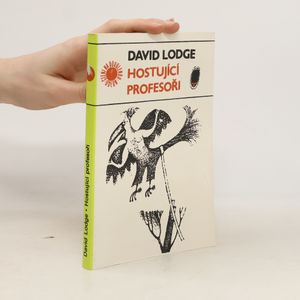 DAVID LODGE
HOSTUJÍCÍ
PROFESOŘI
David Lodge • Hostující profesoři